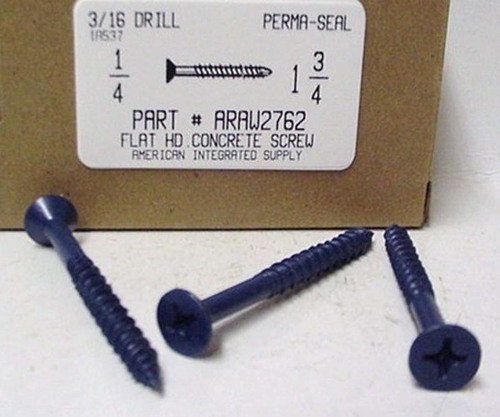 3/16 DRILL PERMA-SEAL
1A537
1/4 1 3/4
PART # ARAW2762
FLAT HD.CONCRETE SCREW
AMERICAN INTEGRATED SUPPLY